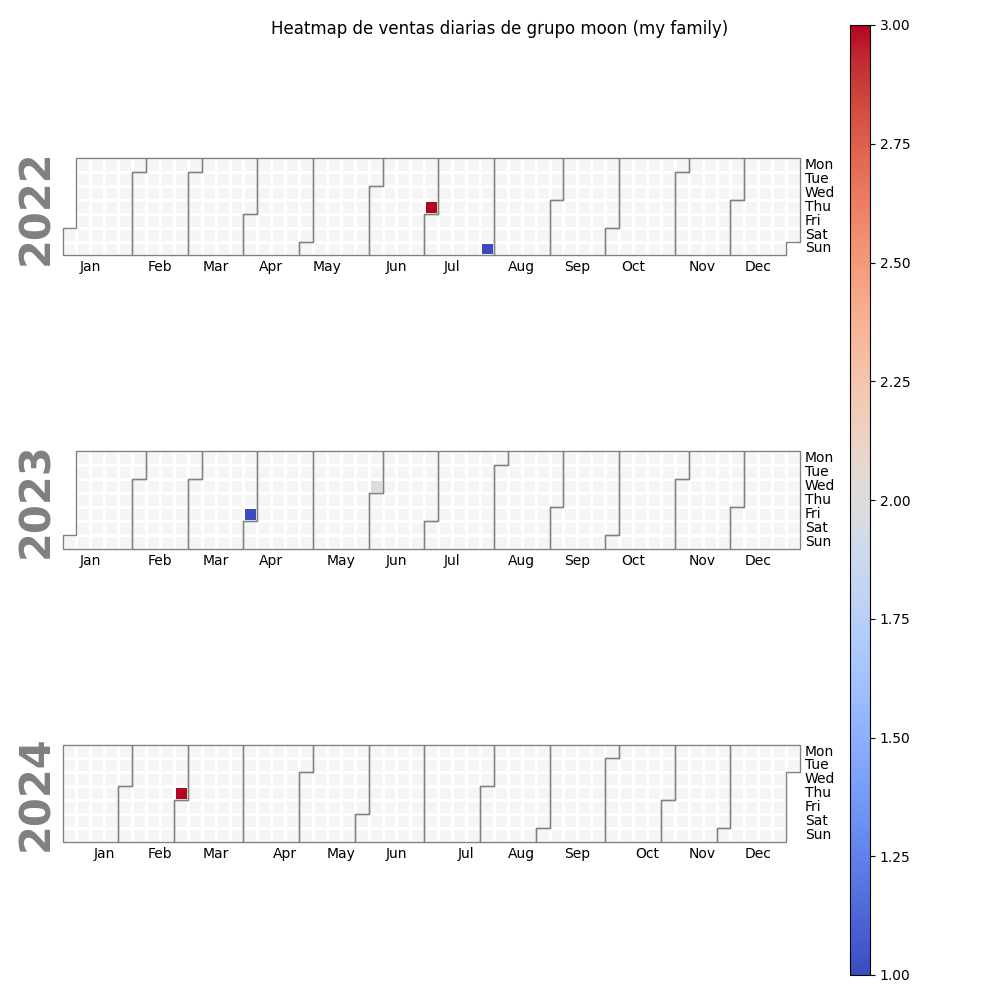 Heatmap de ventas diarias de grupo moon (my family)
2022
Mon
Tue
Wed
Thu
Fri
Sat
Sun
Jan Feb Mar Apr May Jun Jul Aug Sep Oct Nov Dec
2023
Mon
Tue
Wed
Thu
Fri
Sat
Sun
Jan Feb Mar Apr May Jun Jul Aug Sep Oct Nov Dec
2024
Mon
Tue
Wed
Thu
Fri
Sat
Sun
Jan Feb Mar Apr May Jun Jul Aug Sep Oct Nov Dec
3.00
2.75
2.50
2.25
2.00
1.75
1.50
1.25
1.00